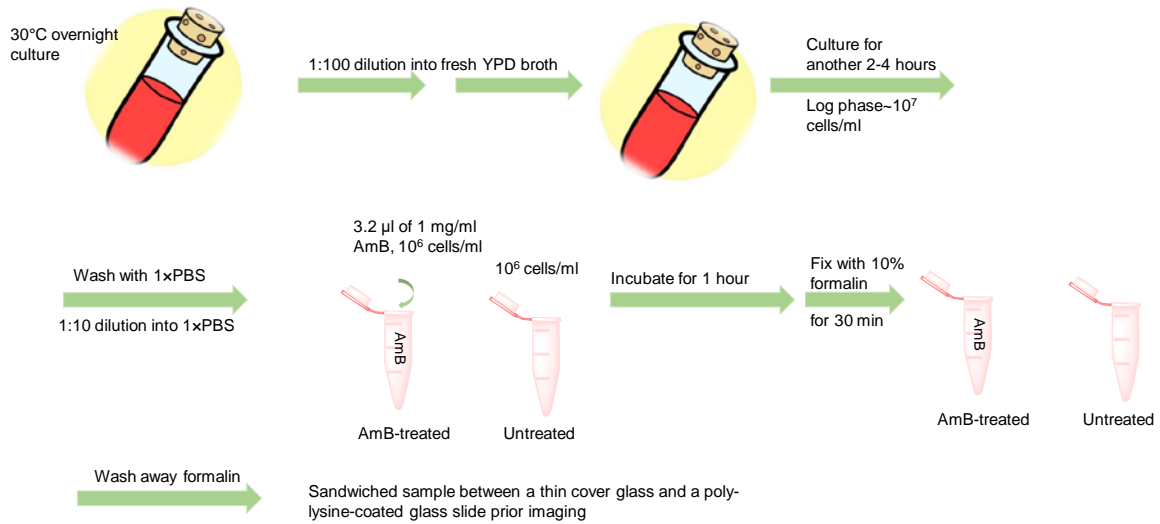 30°C overnight
culture
1:100 dilution into fresh YPD broth
Culture for
another 2-4 hours
Log phase~10⁷
cells/ml
Wash with 1×PBS
1:10 dilution into 1×PBS
3.2 µl of 1 mg/ml
AmB, 10⁶ cells/ml
10⁶ cells/ml
AmB
AmB-treated
Untreated
Incubate for 1 hour
Fix with 10%
formalin
for 30 min
AmB
AmB-treated
Untreated
Wash away formalin
Sandwiched sample between a thin cover glass and a poly-
lysine-coated glass slide prior imaging